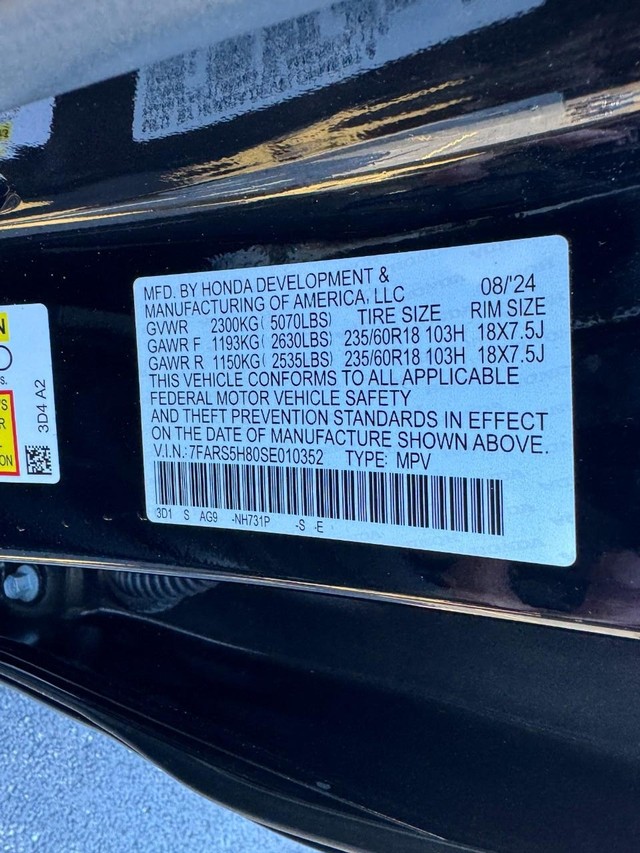 MFD. BY HONDA DEVELOPMENT &
MANUFACTURING OF AMERICA, LLC 08/'24
GVWR 2300KG( 5070LBS) TIRE SIZE RIM SIZE
GAWR F 1193KG( 2630LBS) 235/60R18 103H 18X7.5J
GAWR R 1150KG( 2535LBS) 235/60R18 103H 18X7.5J
THIS VEHICLE CONFORMS TO ALL APPLICABLE
FEDERAL MOTOR VEHICLE SAFETY
AND THEFT PREVENTION STANDARDS IN EFFECT
ON THE DATE OF MANUFACTURE SHOWN ABOVE.
V.I.N.: 7FARS5H80SE010352 TYPE: MPV
3D1 S AG9 -NH731P -S -E
3D4 A2